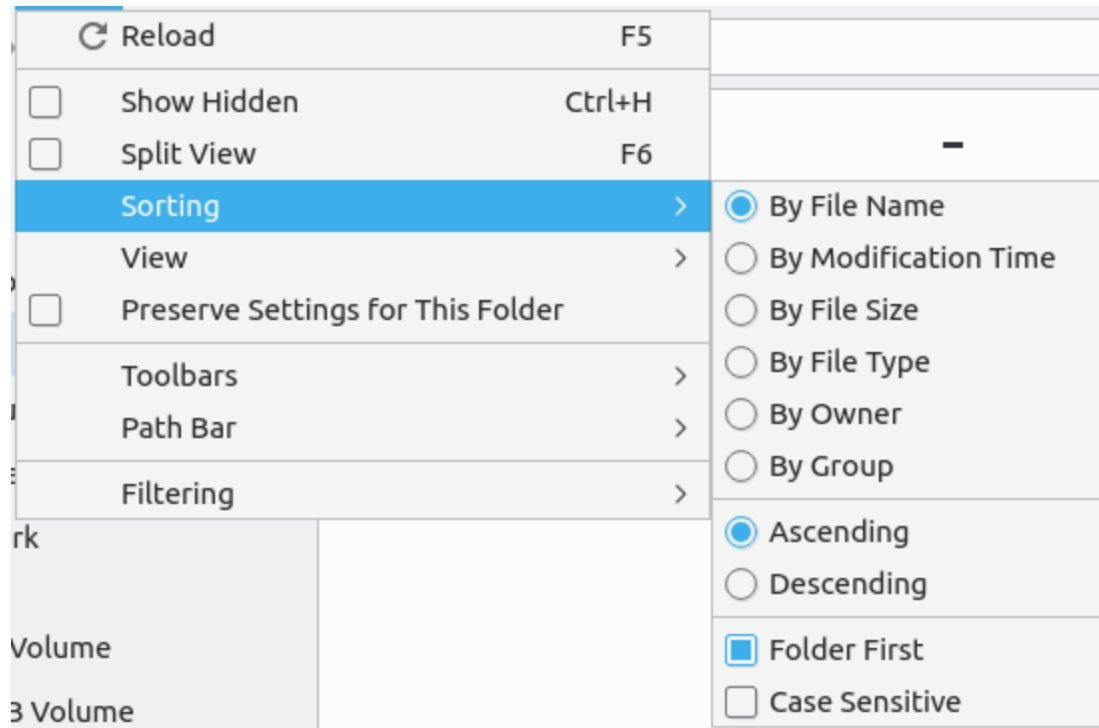 Reload F5
Show Hidden Ctrl+H
Split View F6
Sorting
View
Preserve Settings for This Folder
Toolbars
Path Bar
Filtering
By File Name
By Modification Time
By File Size
By File Type
By Owner
By Group
Ascending
Descending
Folder First
Case Sensitive
rk
Volume
B Volume